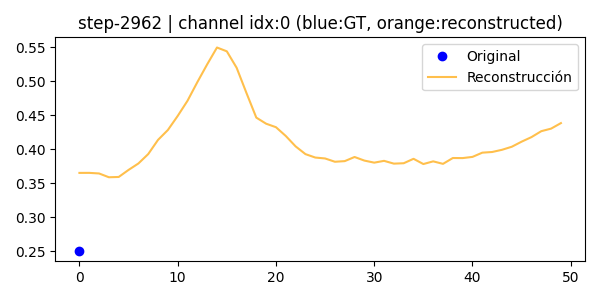 step-2962 | channel idx:0 (blue:GT, orange:reconstructed)
Original
Reconstrucción
0.55
0.50
0.45
0.40
0.35
0.30
0.25
0 10 20 30 40 50